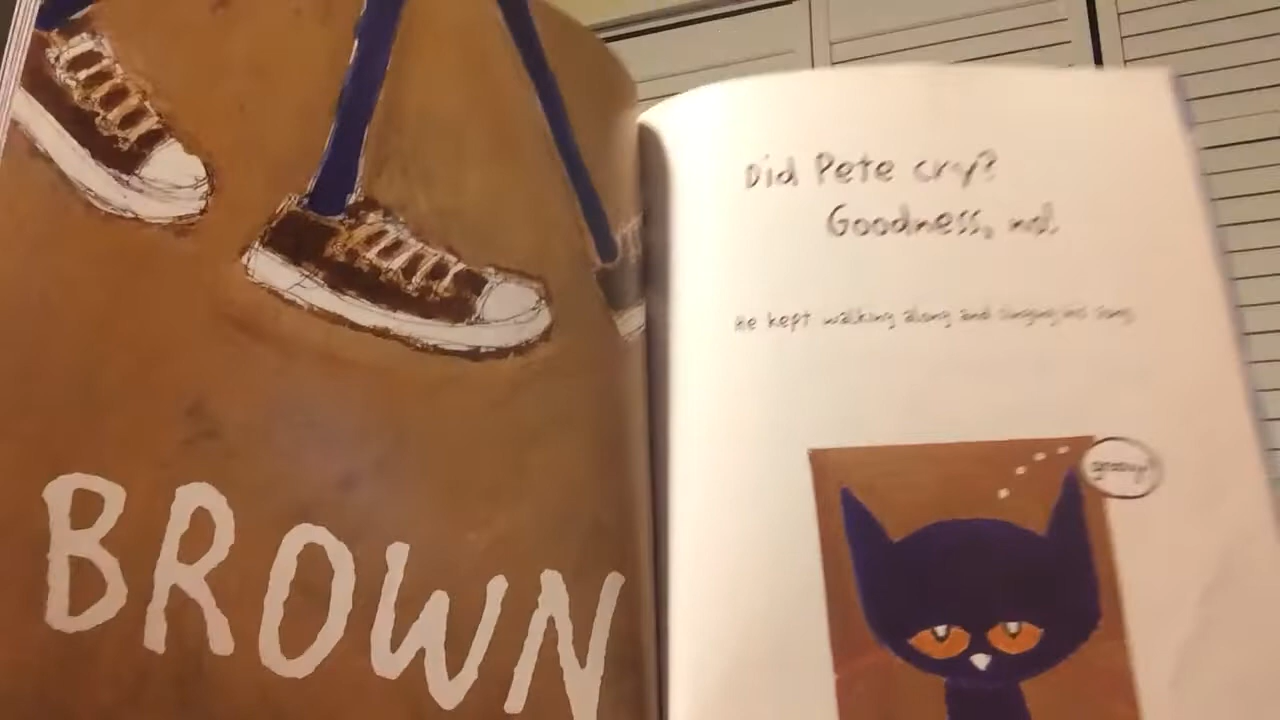 BROWN
Did Pete cry?
Goodness, no!
He kept walking along and singing his song.
groovy!